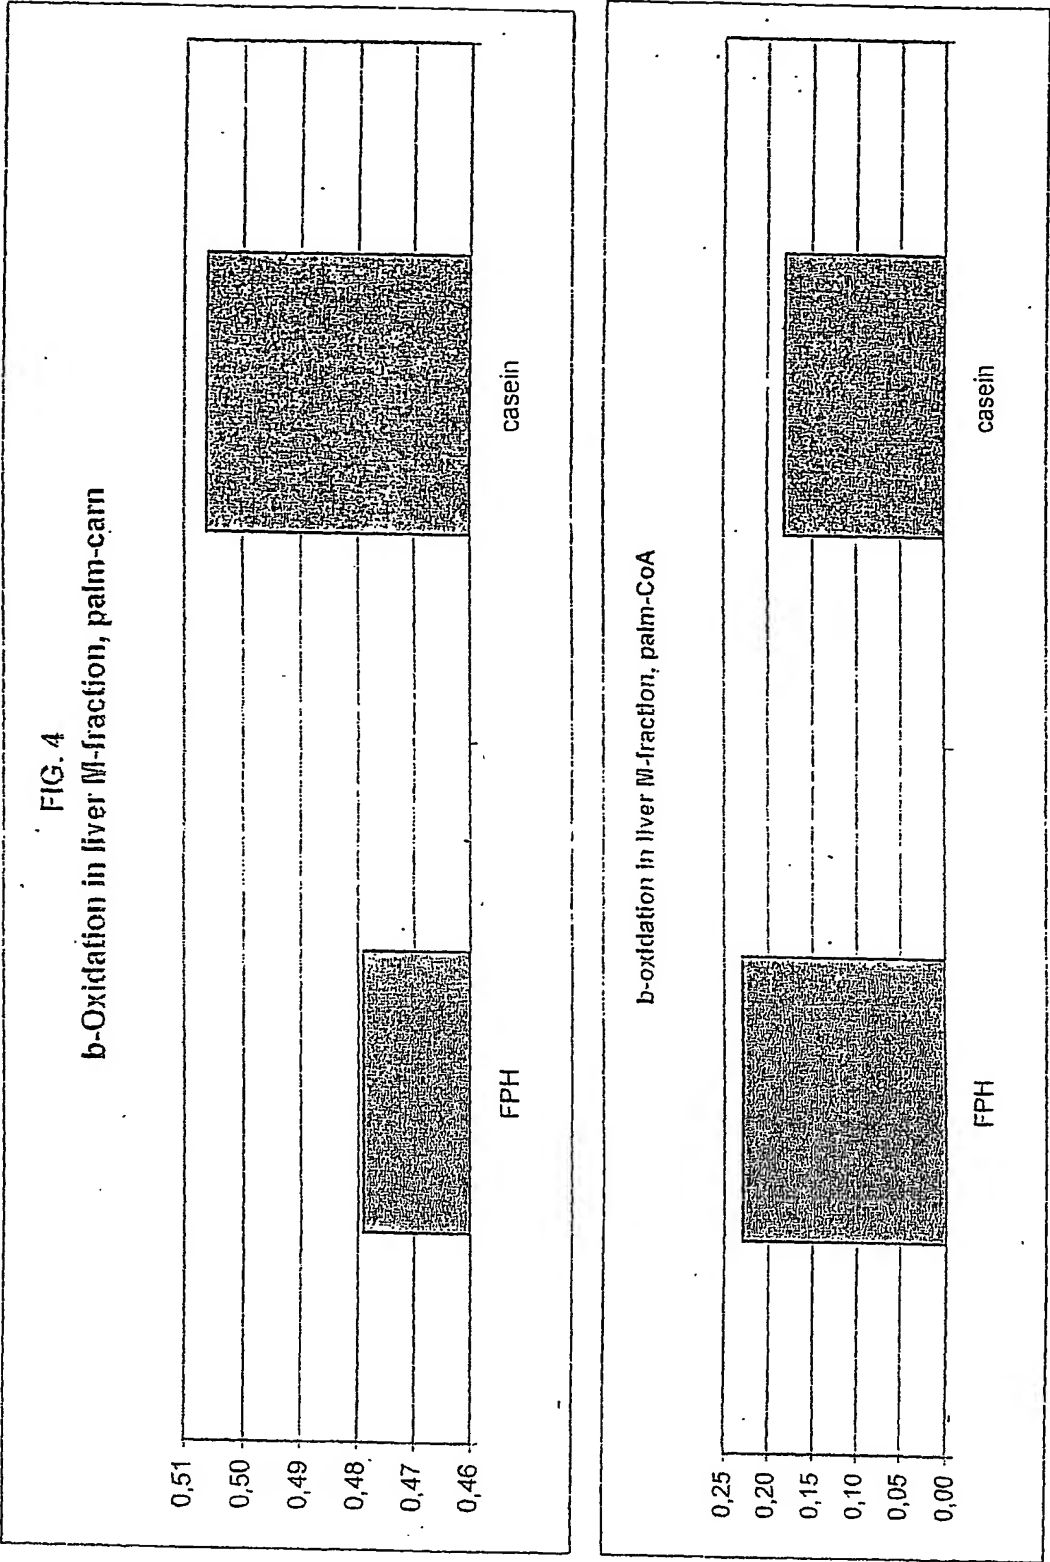 FIG. 4
b-Oxidation in liver M-fraction, palm-carn
0,51
0,50
0,49
0,48
0,47
0,46
FPH
casein
b-oxidation in liver M-fraction, palm-CoA
0,25
0,20
0,15
0,10
0,05
0,00
FPH
casein